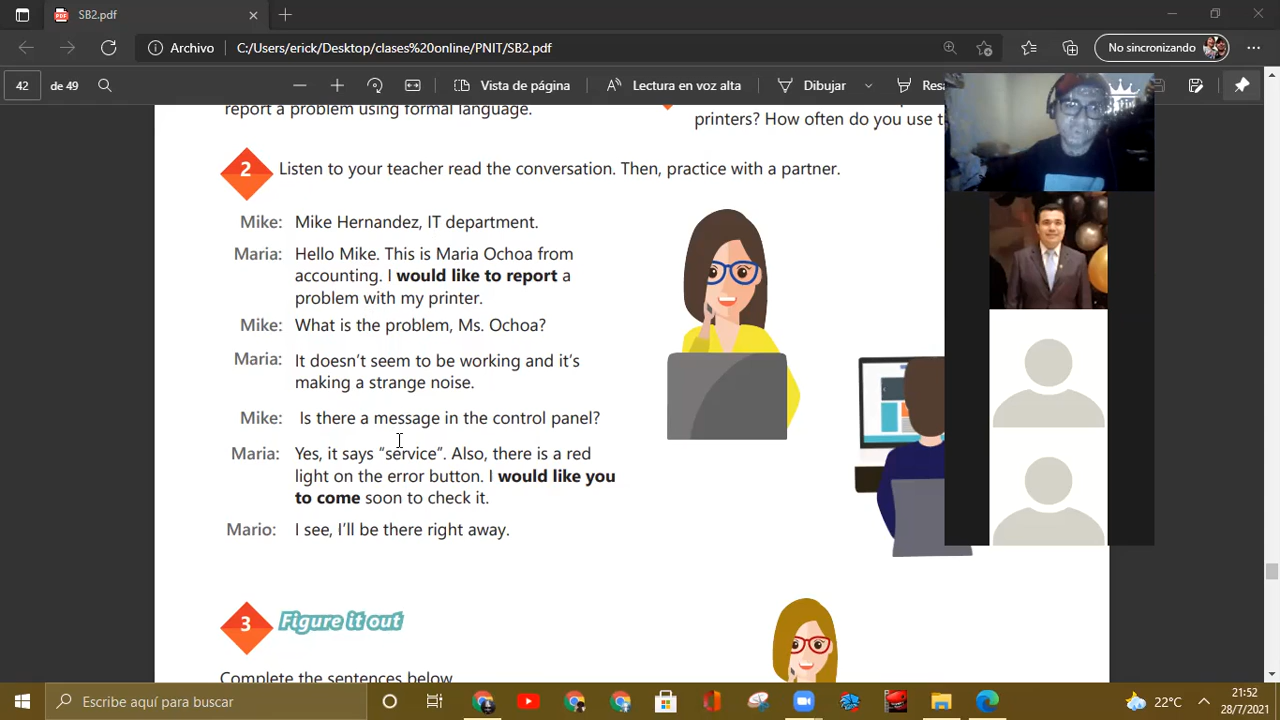 SB2.pdf
Archivo
C:/Users/erick/Desktop/clases%20online/PNIT/SB2.pdf
No sincronizando
42
de 49
Vista de página
Lectura en voz alta
Dibujar
report a problem using formal language.
printers? How often do you use
2
Listen to your teacher read the conversation. Then, practice with a partner.
Mike: Mike Hernandez, IT department.
Maria: Hello Mike. This is Maria Ochoa from
accounting. I would like to report a
problem with my printer.
Mike: What is the problem, Ms. Ochoa?
Maria: It doesn't seem to be working and it's
making a strange noise.
Mike: Is there a message in the control panel?
Maria: Yes, it says “service”. Also, there is a red
light on the error button. I would like you
to come soon to check it.
Mario: I see, I'll be there right away.
3
Figure it out
Complete the sentences below
Escribe aquí para buscar
22°C
21:52
28/7/2021